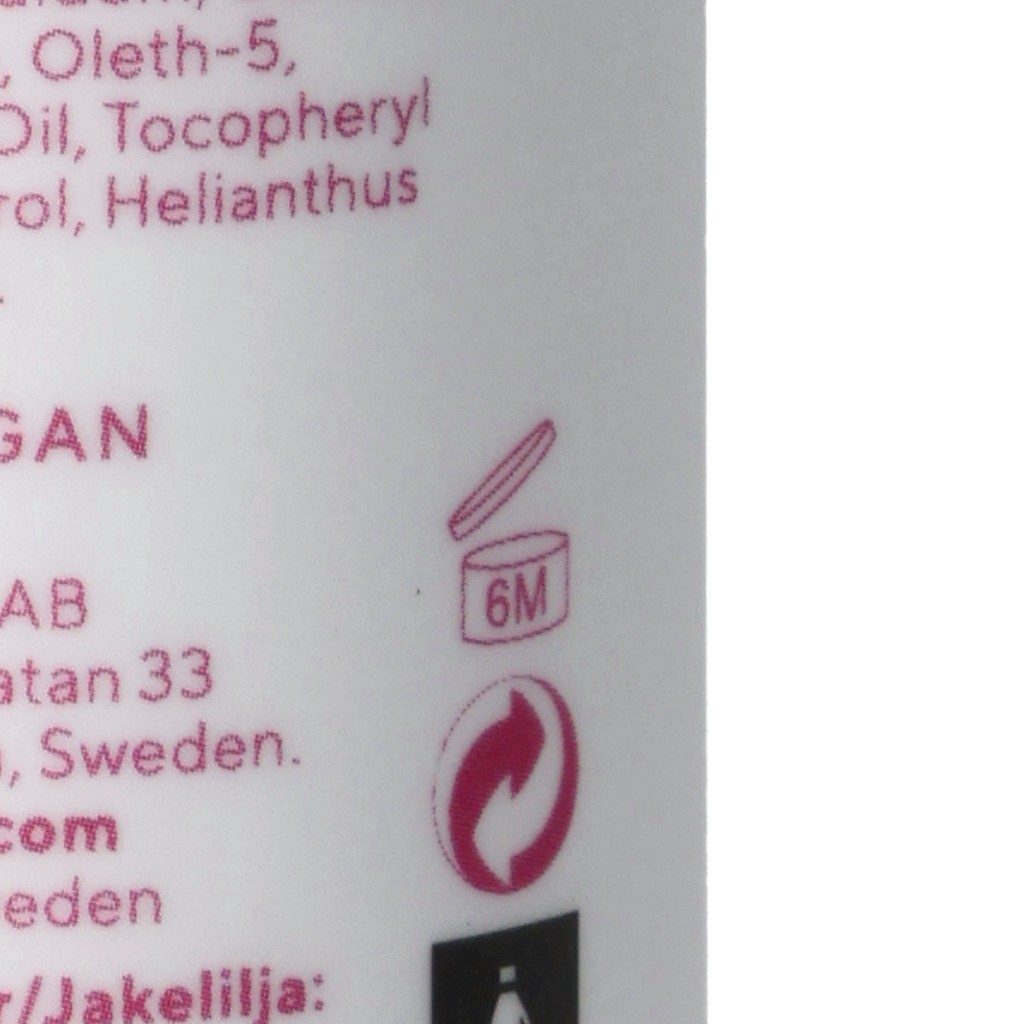 , Oleth-5,
Oil, Tocopheryl
rol, Helianthus
GAN
6M
AB
atan 33
, Sweden.
.com
eden
r/Jakelilja: